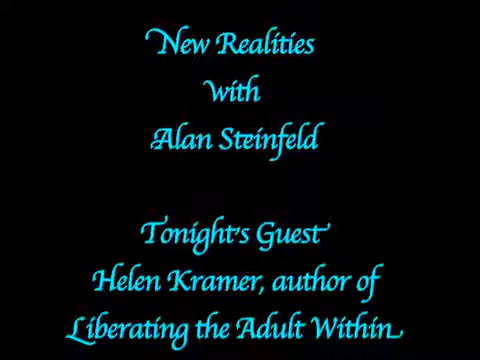 New Realities
with
Alan Steinfeld
Tonight's Guest
Helen Kramer, author of
Liberating the Adult Within